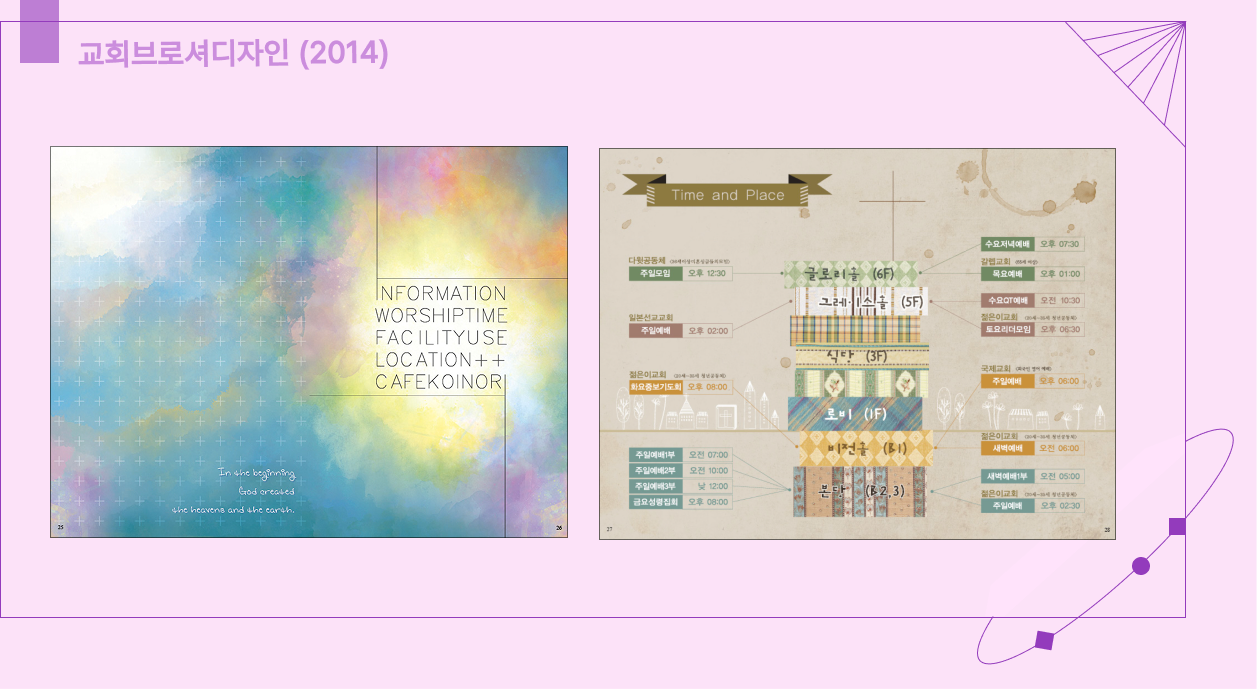 교회브로셔디자인 (2014)
INFORMATION
WORSHIPTIME
FACILITYUSE
LOCATION++
CAFEKOINOR
In the beginning
God created
the heavens and the earth.
25
26
Time and Place
다윗공동체
주일모임 오후 12:30
일본선교교회
주일예배 오후 02:00
젊은이교회
화요중보기도회 오후 08:00
주일예배1부 오전 07:00
주일예배2부 오전 10:00
주일예배3부 낮 12:00
금요성령집회 오후 08:00
글로리홀 (6F)
그레이스홀 (5F)
식당 (3F)
로비 (1F)
비전홀 (B1)
본당 (B2,3)
수요저녁예배 오후 07:30
갈렙교회
목요예배 오후 01:00
수요QT예배 오전 10:30
젊은이교회
토요리더모임 오후 06:30
국제교회
주일예배 오후 06:00
젊은이교회
새벽예배 오전 06:00
새벽예배1부 오전 05:00
젊은이교회
주일예배 오후 02:30
27
28